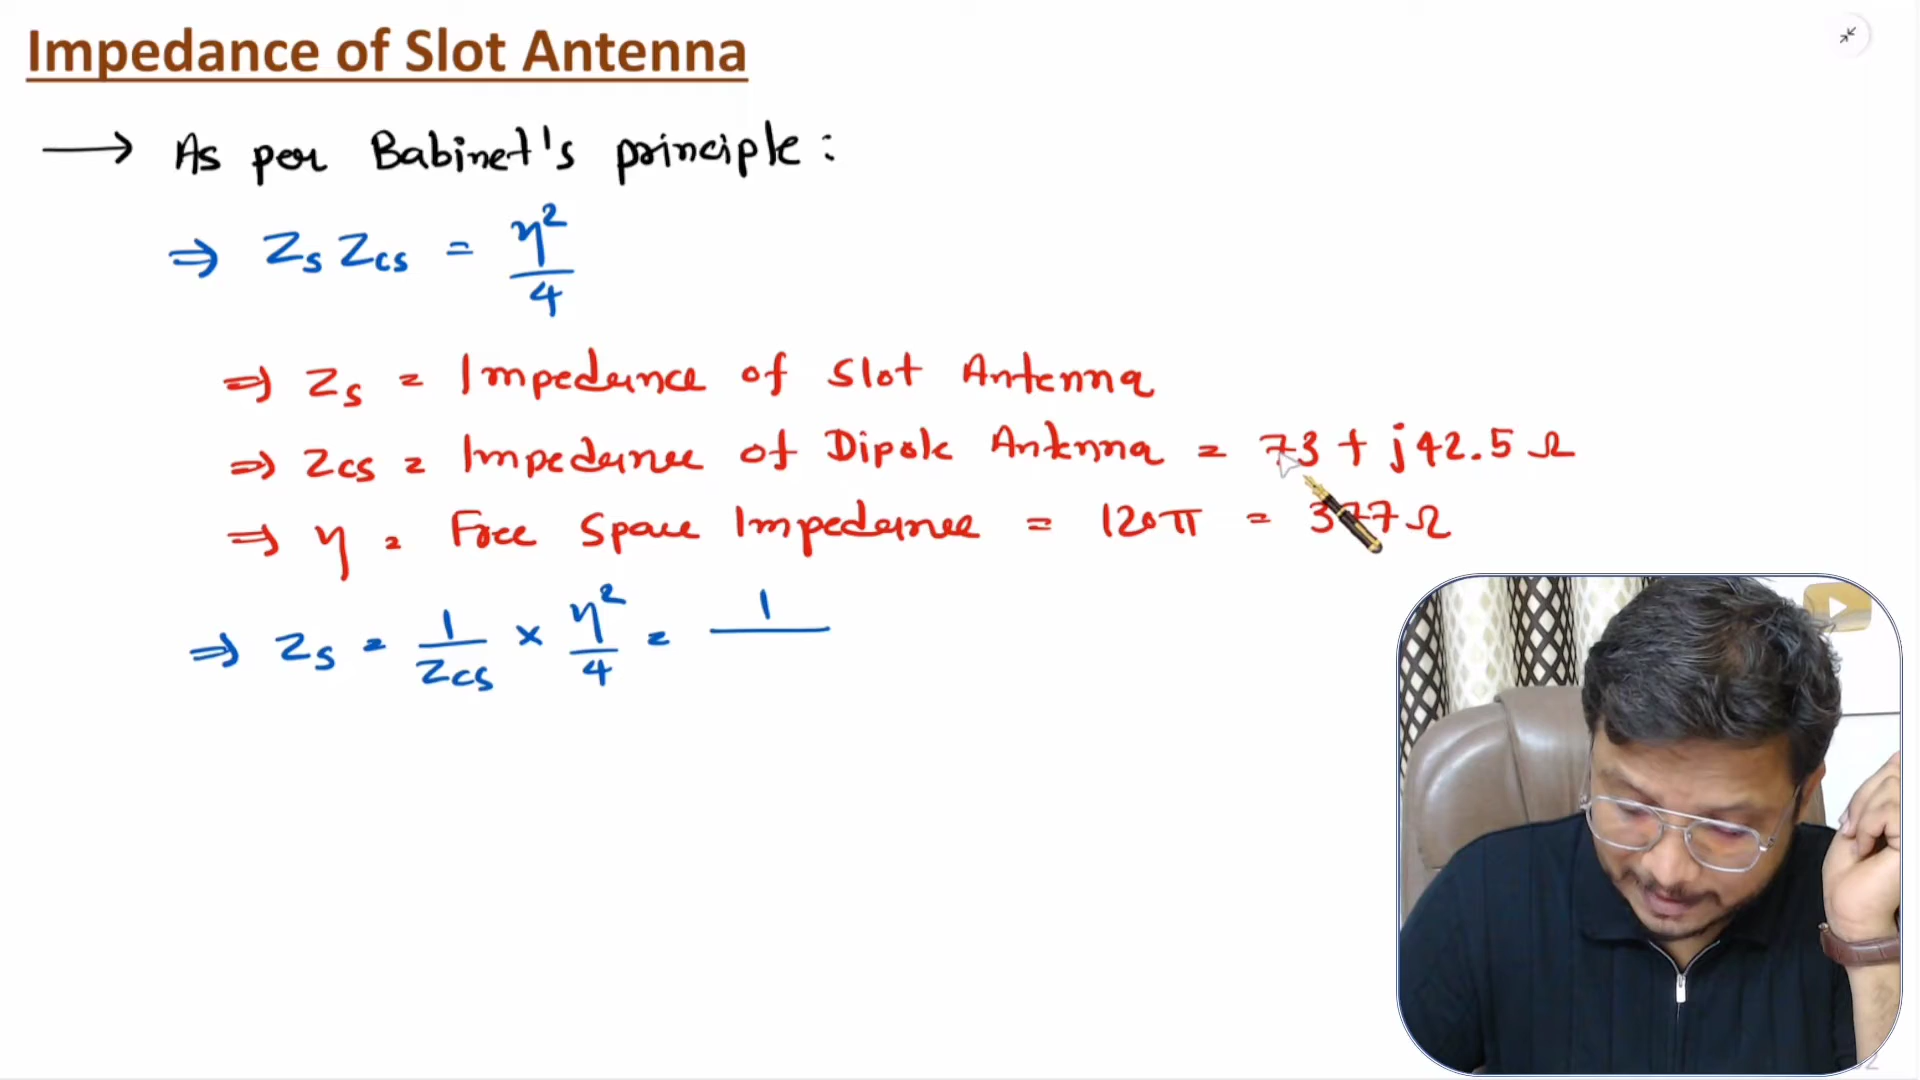 Impedance of Slot Antenna
→ As per Babinet's principle:
⇒ Zs Zcs = η²/4
⇒ Zs = Impedance of Slot Antenna
⇒ Zcs = Impedance of Dipole Antenna = 73 + j42.5 Ω
⇒ η = Free Space Impedance = 120π = 377 Ω
⇒ Zs = 1/Zcs × η²/4 = 1/